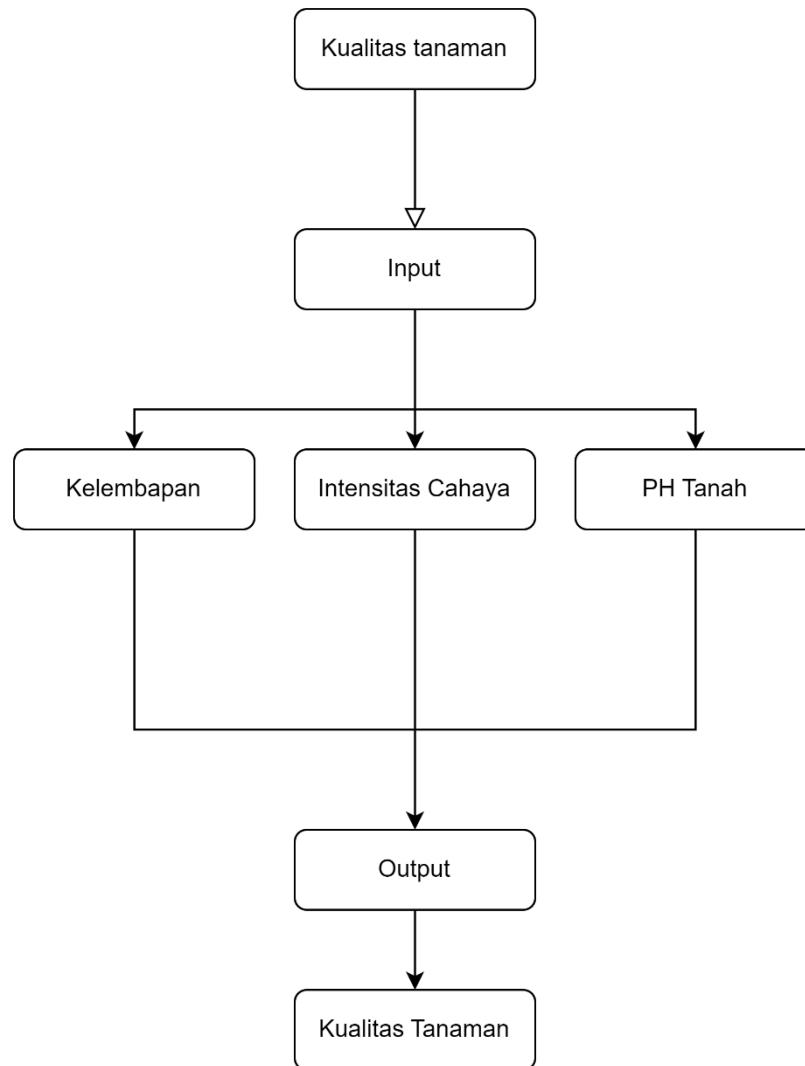 Kualitas tanaman
Input
Kelembapan
Intensitas Cahaya
PH Tanah
Output
Kualitas Tanaman